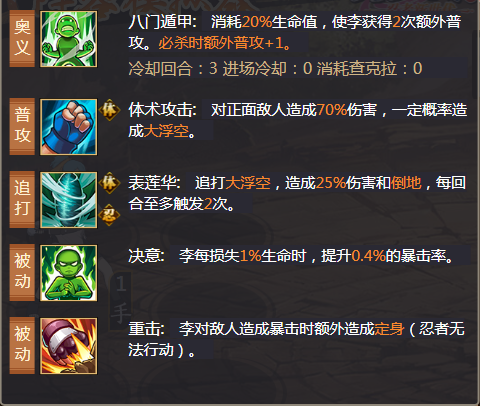 奥义
八门遁甲: 消耗20%生命值，使李获得2次额外普
攻。必杀时额外普攻+1。
冷却回合：3 进场冷却：0 消耗查克拉：0
普攻
体
体术攻击: 对正面敌人造成70%伤害，一定概率造
成大浮空。
追打
体
忍
表莲华: 追打大浮空，造成25%伤害和倒地，每回
合至多触发2次。
被动
决意: 李每损失1%生命时，提升0.4%的暴击率。
1
手
被动
重击: 李对敌人造成暴击时额外造成定身（忍者无
法行动）。